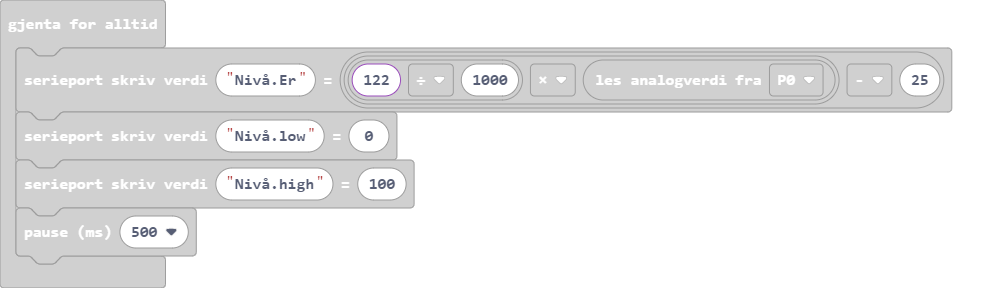 gjenta for alltid
serieport skriv verdi "Nivå.Er" = 122 ÷ 1000 × les analogverdi fra P0 - 25
serieport skriv verdi "Nivå.low" = 0
serieport skriv verdi "Nivå.high" = 100
pause (ms) 500